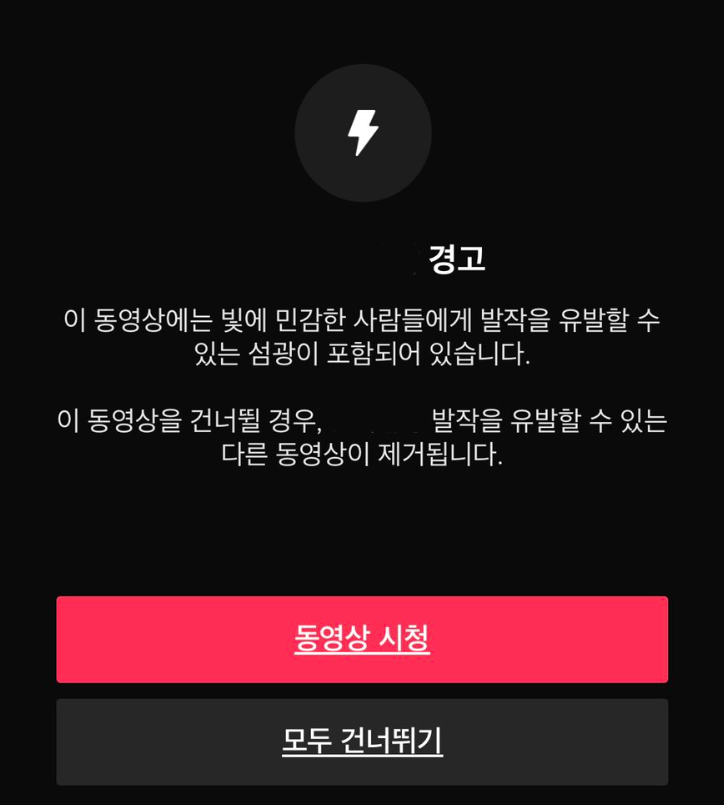 경고
이 동영상에는 빛에 민감한 사람들에게 발작을 유발할 수
있는 섬광이 포함되어 있습니다.
이 동영상을 건너뛸 경우, 발작을 유발할 수 있는
다른 동영상이 제거됩니다.
동영상 시청
모두 건너뛰기